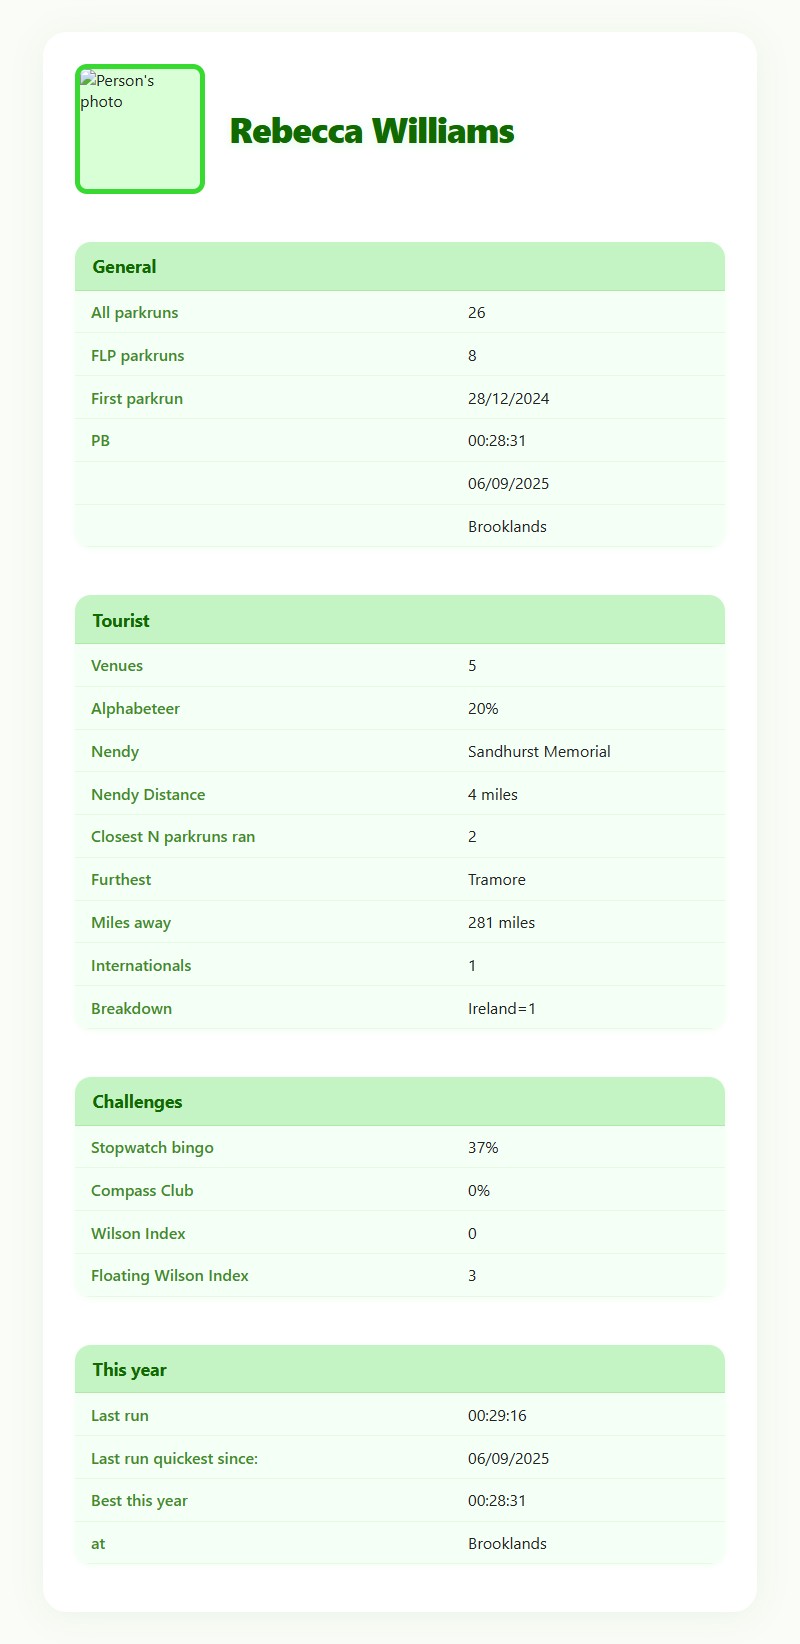 Person's
photo
Rebecca Williams
General
All parkruns 26
FLP parkruns 8
First parkrun 28/12/2024
PB 00:28:31
06/09/2025
Brooklands
Tourist
Venues 5
Alphabeteer 20%
Nendy Sandhurst Memorial
Nendy Distance 4 miles
Closest N parkruns ran 2
Furthest Tramore
Miles away 281 miles
Internationals 1
Breakdown Ireland=1
Challenges
Stopwatch bingo 37%
Compass Club 0%
Wilson Index 0
Floating Wilson Index 3
This year
Last run 00:29:16
Last run quickest since: 06/09/2025
Best this year 00:28:31
at Brooklands